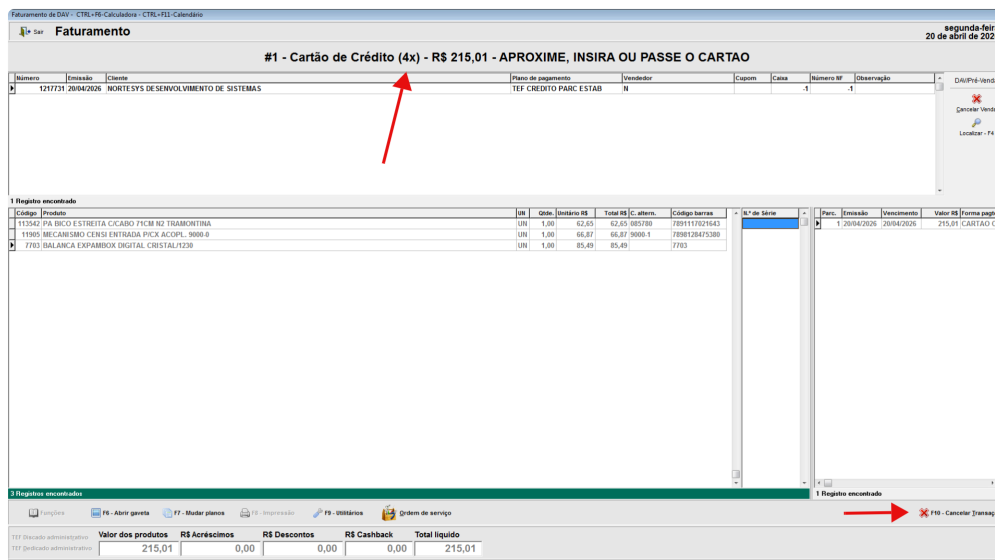 Faturamento de DAV - CTRL+F6-Calculadora - CTRL+F11-Calendário
Sair Faturamento
segunda-feir
20 de abril de 202
#1 - Cartão de Crédito (4x) - R$ 215,01 - APROXIME, INSIRA OU PASSE O CARTAO
Número Emissão Cliente Plano de pagamento Vendedor Cupom Caixa Número NF Observação
1217731 20/04/2026 NORTESYS DESENVOLVIMENTO DE SISTEMAS TEF CREDITO PARC ESTAB N -1 -1
DAV/Pré-Venda
Cancelar Venda
Localizar - F4
1 Registro encontrado
Código Produto UN Qtde. Unitário R$ Total R$ C. altern. Código barras
113542 PA BICO ESTREITA C/CABO 71CM N2 TRAMONTINA UN 1,00 62,65 62,65 085780 7891117021643
11905 MECANISMO CENSI ENTRADA P/CX ACOPL. 9000-0 UN 1,00 66,87 66,87 9000-1 7898128475380
7703 BALANCA EXPAMBOX DIGITAL CRISTAL/1230 UN 1,00 85,49 85,49 7703
N.º de Série
Parc. Emissão Vencimento Valor R$ Forma pagto
1 20/04/2026 20/04/2026 215,01 CARTAO C
3 Registros encontrados
1 Registro encontrado
Funções F6 - Abrir gaveta F7 - Mudar planos F8 - Impressão F9 - Utilitários Ordem de serviço
F10 - Cancelar Transaç
TEF Discado administrativo
TEF Dedicado administrativo
Valor dos produtos R$ Acréscimos R$ Descontos R$ Cashback Total líquido
215,01 0,00 0,00 0,00 215,01